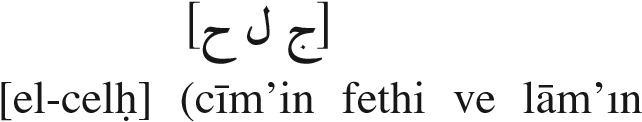 [ج ل ح]
[el-celḥ] (cīm’in fethi ve lām’ın